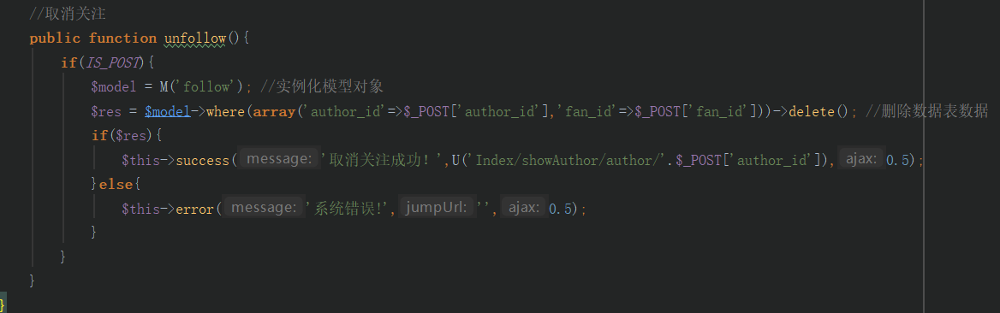 //取消关注
public function unfollow(){
if(IS_POST){
$model = M('follow'); //实例化模型对象
$res = $model->where(array('author_id'=>$_POST['author_id'],'fan_id'=>$_POST['fan_id']))->delete(); //删除数据表数据
if($res){
$this->success( message: '取消关注成功！',U('Index/showAuthor/author/'.$_POST['author_id']), ajax: 0.5);
}else{
$this->error( message: '系统错误!', jumpUrl: '', ajax: 0.5);
}
}
}
}